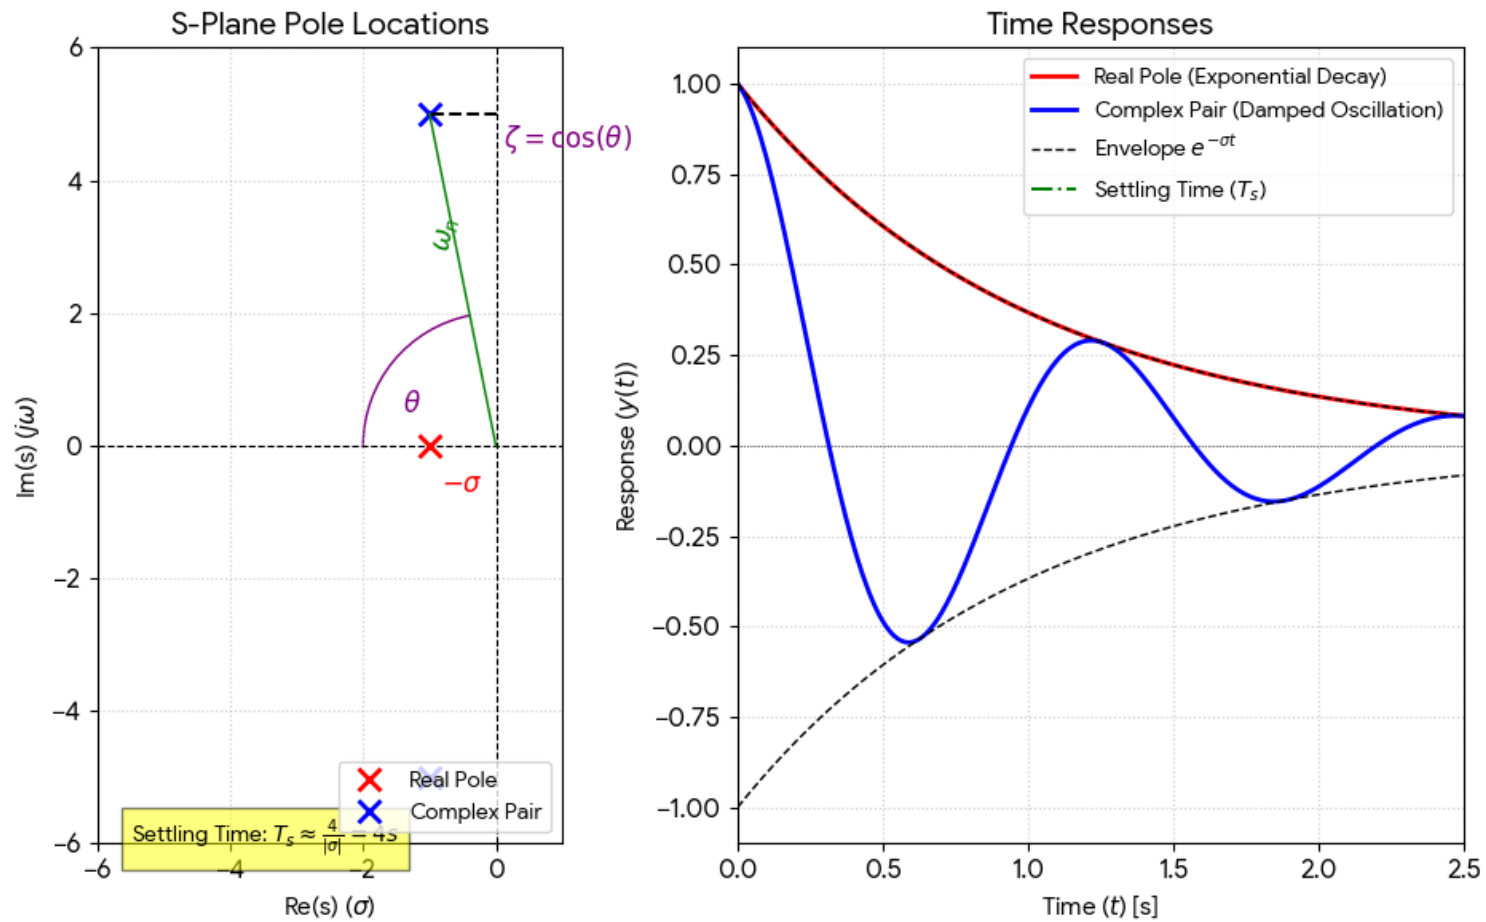 S-Plane Pole Locations
6
4
2
0
−2
−4
−6
Im(s) (jω)
ζ = cos(θ)
ωn
θ
−σ
Real Pole
Complex Pair
Settling Time: Ts ≈ 4/|σ| = 4s
−6 −4 −2 0
Re(s) (σ)
Time Responses
Real Pole (Exponential Decay)
Complex Pair (Damped Oscillation)
Envelope e^−σt
Settling Time (Ts)
1.00
0.75
0.50
0.25
0.00
−0.25
−0.50
−0.75
−1.00
Response (y(t))
0.0 0.5 1.0 1.5 2.0 2.5
Time (t) [s]